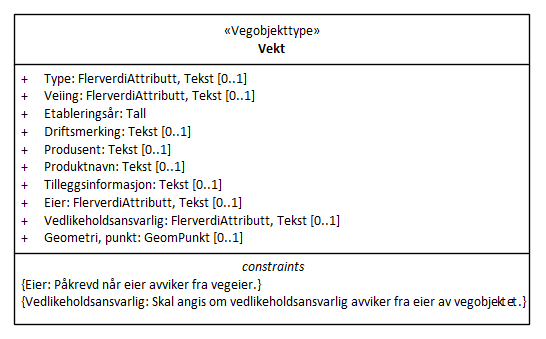 «Vegobjekttype»
Vekt
+ Type: FlerverdiAttributt, Tekst [0..1]
+ Veiing: FlerverdiAttributt, Tekst [0..1]
+ Etableringsår: Tall
+ Driftsmerking: Tekst [0..1]
+ Produsent: Tekst [0..1]
+ Produktnavn: Tekst [0..1]
+ Tilleggsinformasjon: Tekst [0..1]
+ Eier: FlerverdiAttributt, Tekst [0..1]
+ Vedlikeholdsansvarlig: FlerverdiAttributt, Tekst [0..1]
+ Geometri, punkt: GeomPunkt [0..1]
constraints
{Eier: Påkrevd når eier avviker fra vegeier.}
{Vedlikeholdsansvarlig: Skal angis om vedlikeholdsansvarlig avviker fra eier av vegobjektet.}